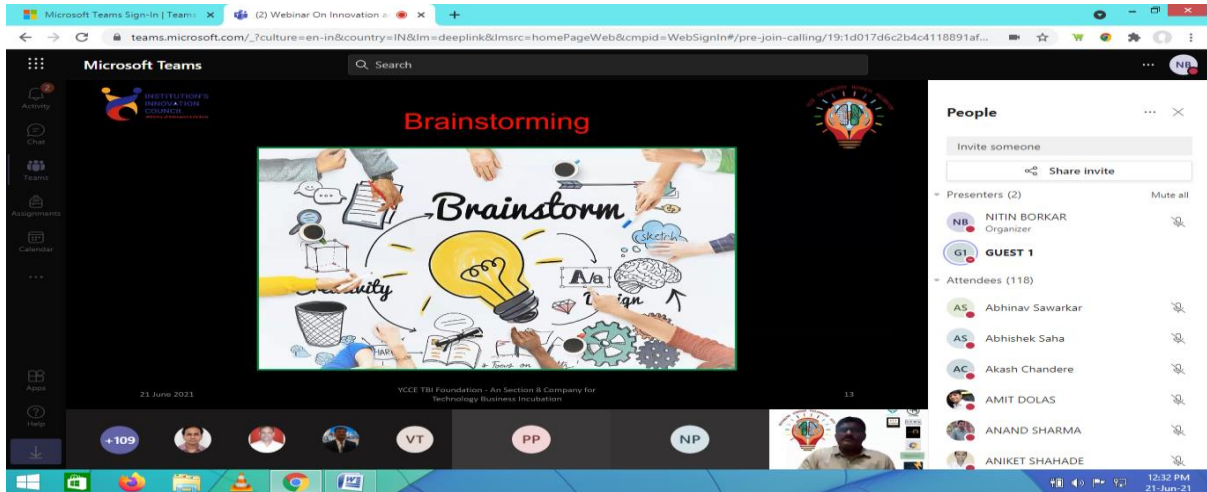 Microsoft Teams Sign-In | Teams
(2) Webinar On Innovation a
teams.microsoft.com/_?culture=en-in&country=IN&lm=deeplink&lmsrc=homePageWeb&cmpid=WebSignIn#/pre-join-calling/19:1d017d6c2b4c4118891af...
Microsoft Teams
Search
NB
Activity
Chat
Teams
Assignments
Calendar
Apps
Help
INSTITUTION'S
INNOVATION
COUNCIL
Brainstorming
Brainstorm
sketch
Aa
21 June 2021
YCCE TBI Foundation - An Section 8 Company for
Technology Business Incubation
13
+109
VT
PP
NP
People
Invite someone
Share invite
Presenters (2)
Mute all
NB
NITIN BORKAR
Organizer
G1
GUEST 1
Attendees (118)
AS
Abhinav Sawarkar
AS
Abhishek Saha
AC
Akash Chandere
AMIT DOLAS
ANAND SHARMA
ANIKET SHAHADE
12:32 PM
21-Jun-21